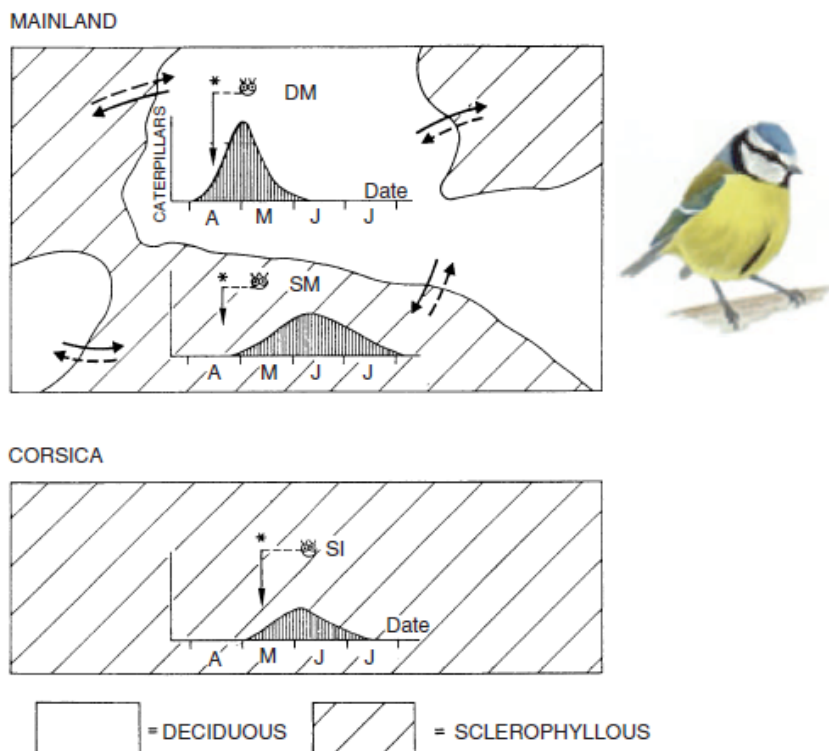 MAINLAND
* DM
CATERPILLARS
Date
A M J J
* SM
A M J J
CORSICA
* SI
Date
A M J J
= DECIDUOUS = SCLEROPHYLLOUS